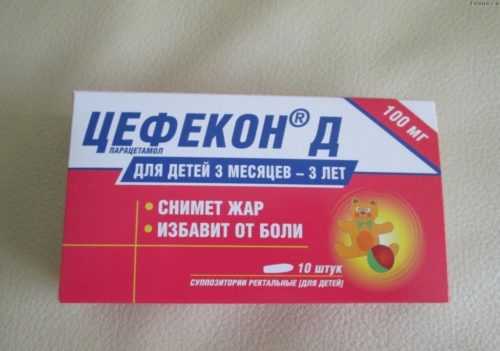 100 мг
ЦЕФЕКОН® Д
ПАРАЦЕТАМОЛ
ДЛЯ ДЕТЕЙ 3 МЕСЯЦЕВ – 3 ЛЕТ
• СНИМЕТ ЖАР
• ИЗБАВИТ ОТ БОЛИ
10 штук
СУППОЗИТОРИИ РЕКТАЛЬНЫЕ (ДЛЯ ДЕТЕЙ)